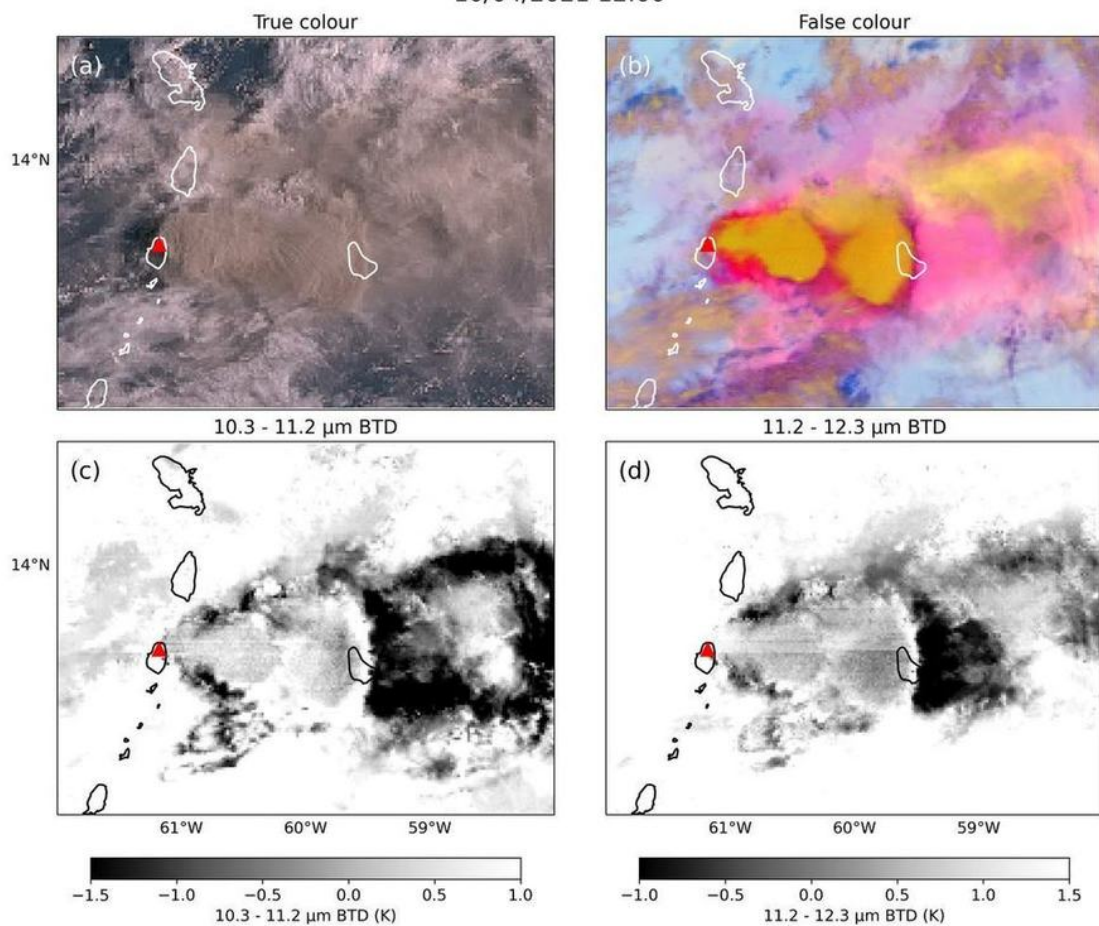 True colour
False colour
(a)
(b)
14°N
10.3 - 11.2 μm BTD
11.2 - 12.3 μm BTD
(c)
(d)
14°N
61°W 60°W 59°W
61°W 60°W 59°W
−1.5 −1.0 −0.5 0.0 0.5 1.0
10.3 - 11.2 μm BTD (K)
−1.0 −0.5 0.0 0.5 1.0 1.5
11.2 - 12.3 μm BTD (K)